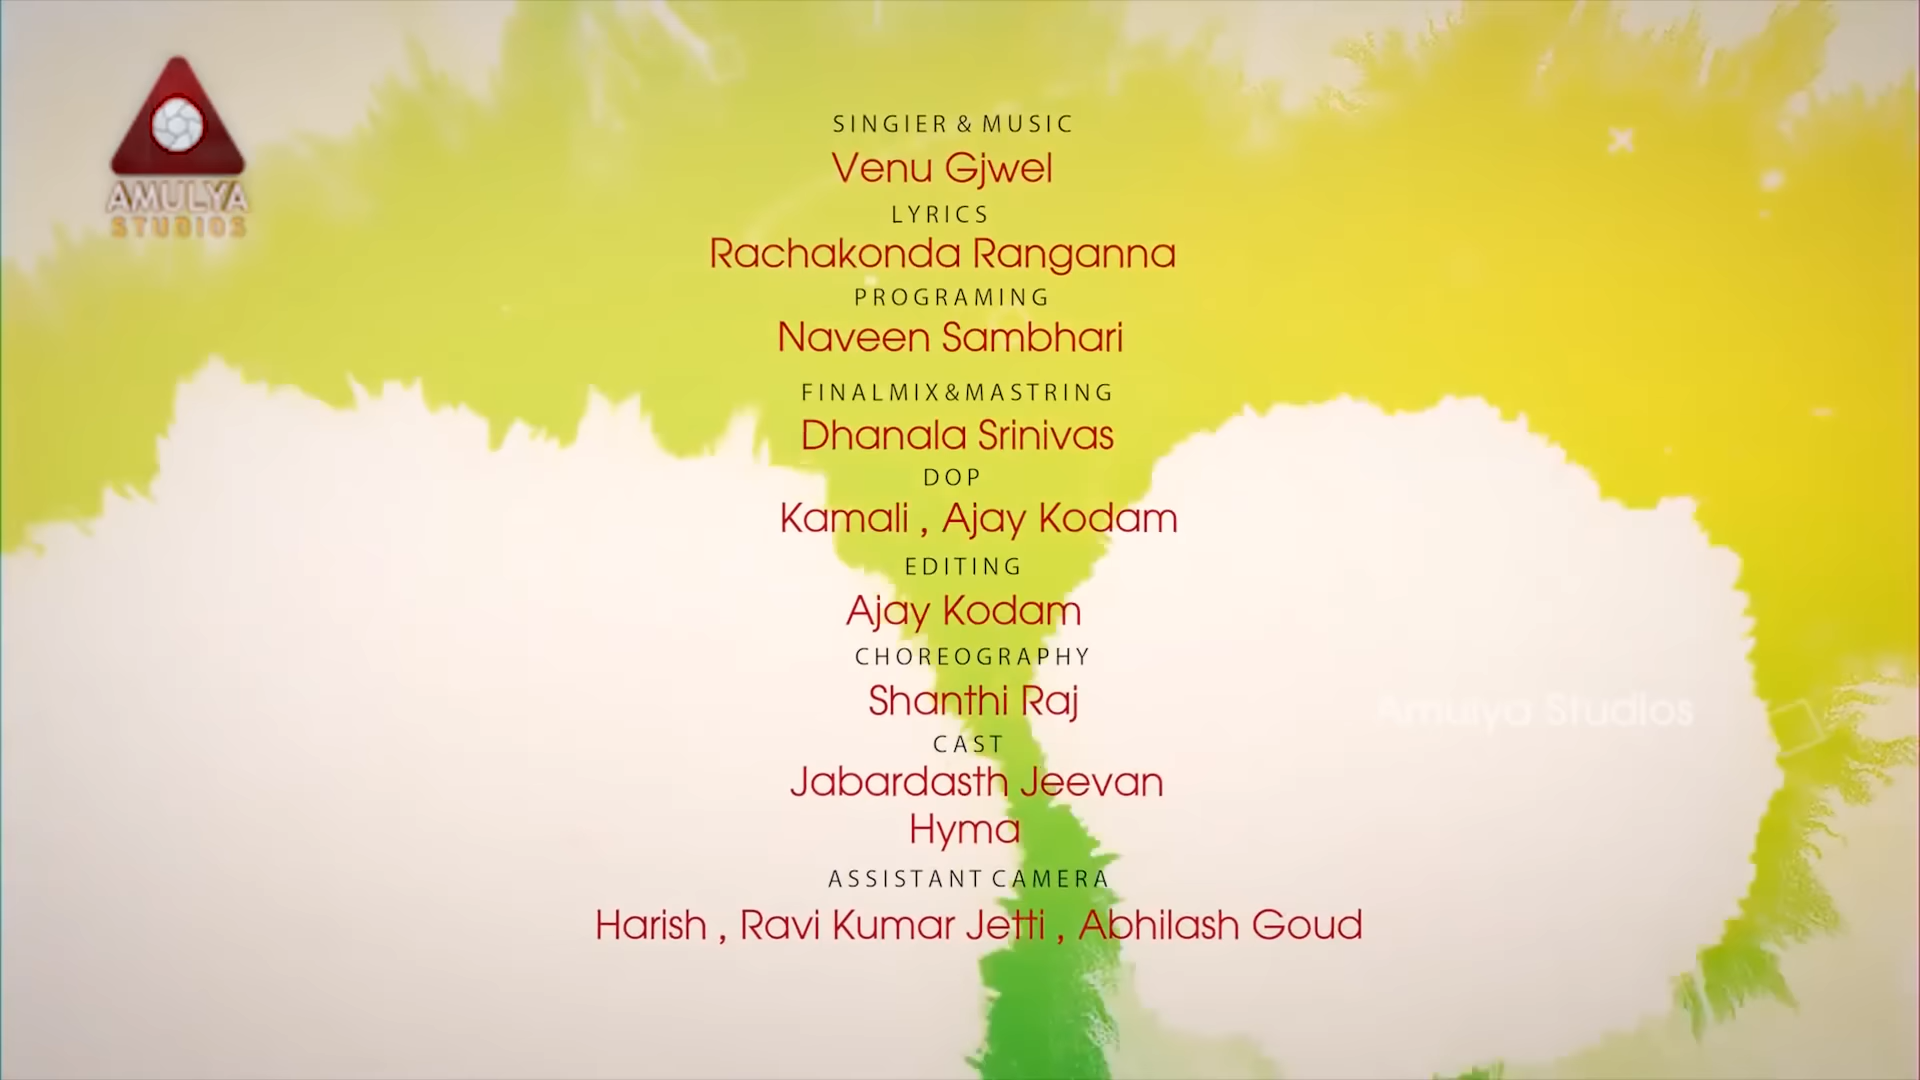 AMULYA
STUDIOS
SINGIER & MUSIC
Venu Gjwel
LYRICS
Rachakonda Ranganna
PROGRAMING
Naveen Sambhari
FINALMIX&MASTRING
Dhanala Srinivas
DOP
Kamali , Ajay Kodam
EDITING
Ajay Kodam
CHOREOGRAPHY
Shanthi Raj
CAST
Jabardasth Jeevan
Hyma
ASSISTANT CAMERA
Harish , Ravi Kumar Jetti , Abhilash Goud
Amulya Studios